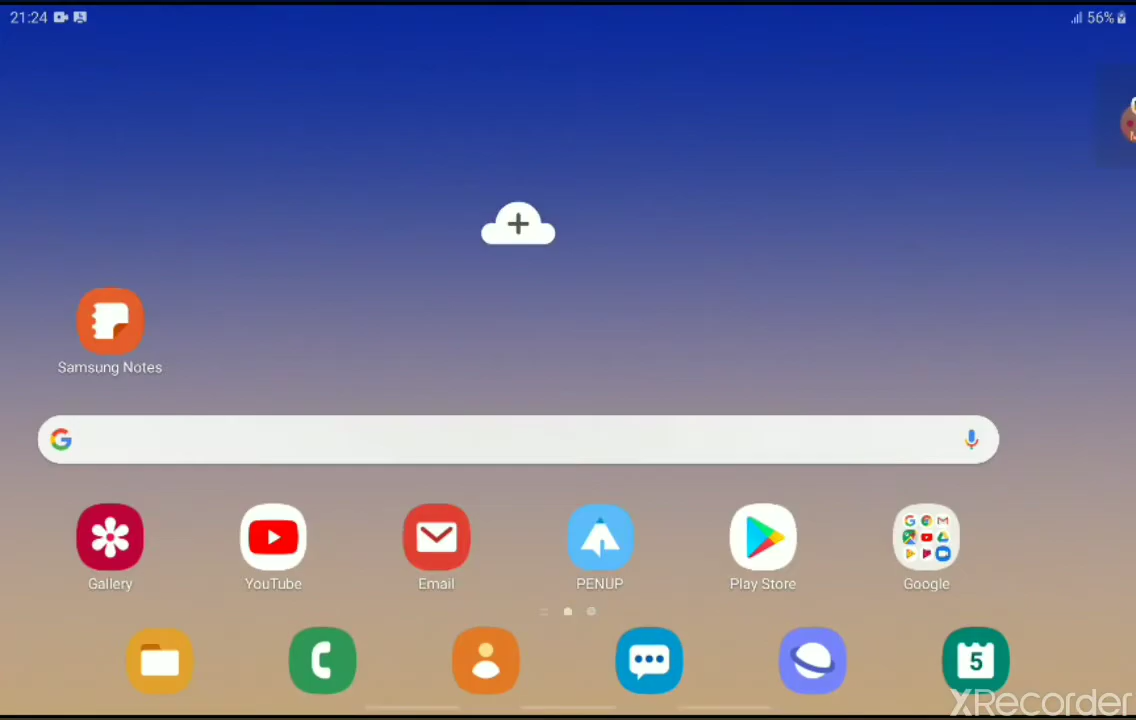 21:24
56%
Samsung Notes
Gallery
YouTube
Email
PENUP
Play Store
Google
5
XRecorder